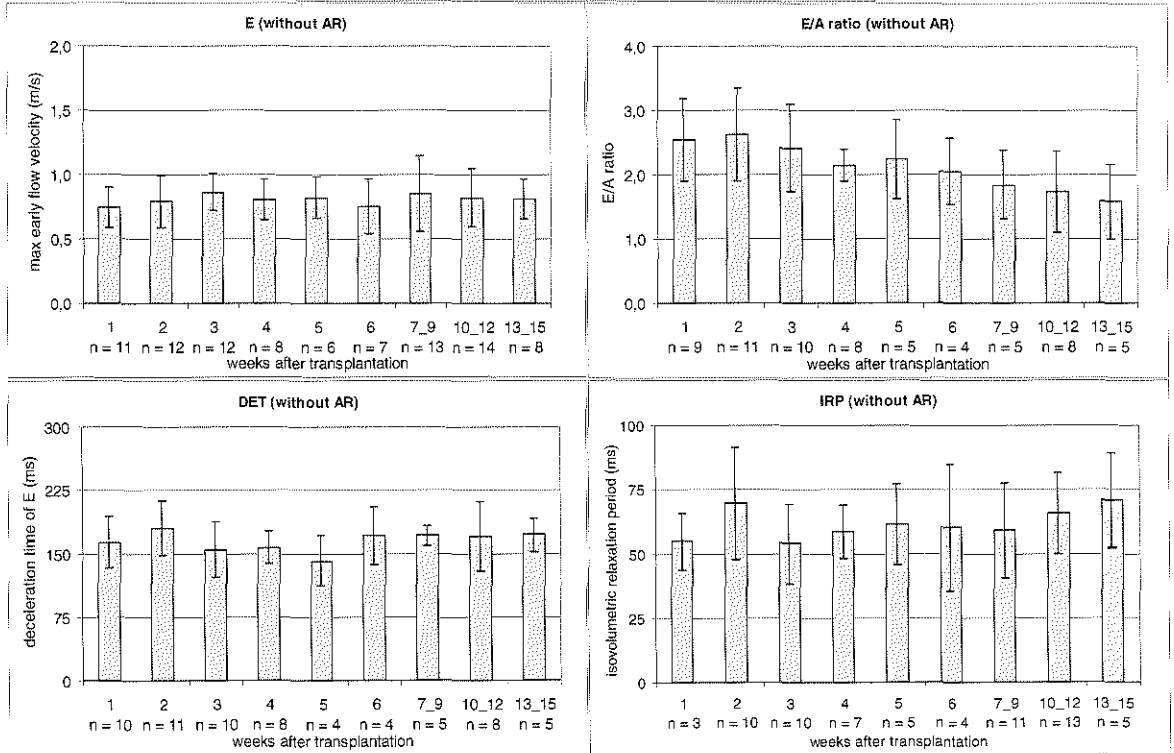 E (without AR)
max early flow velocity (m/s)
2,0
1,5
1,0
0,5
0,0
1 2 3 4 5 6 7_9 10_12 13_15
n = 11 n = 12 n = 12 n = 8 n = 6 n = 7 n = 13 n = 14 n = 8
weeks after transplantation
E/A ratio (without AR)
E/A ratio
4,0
3,0
2,0
1,0
0,0
1 2 3 4 5 6 7_9 10_12 13_15
n = 9 n = 11 n = 10 n = 8 n = 5 n = 4 n = 5 n = 8 n = 5
weeks after transplantation
DET (without AR)
deceleration time of E (ms)
300
225
150
75
0
1 2 3 4 5 6 7_9 10_12 13_15
n = 10 n = 11 n = 10 n = 8 n = 4 n = 4 n = 5 n = 8 n = 5
weeks after transplantation
IRP (without AR)
isovolumetric relaxation period (ms)
100
75
50
25
0
1 2 3 4 5 6 7_9 10_12 13_15
n = 3 n = 10 n = 10 n = 7 n = 5 n = 4 n = 11 n = 13 n = 5
weeks after transplantation